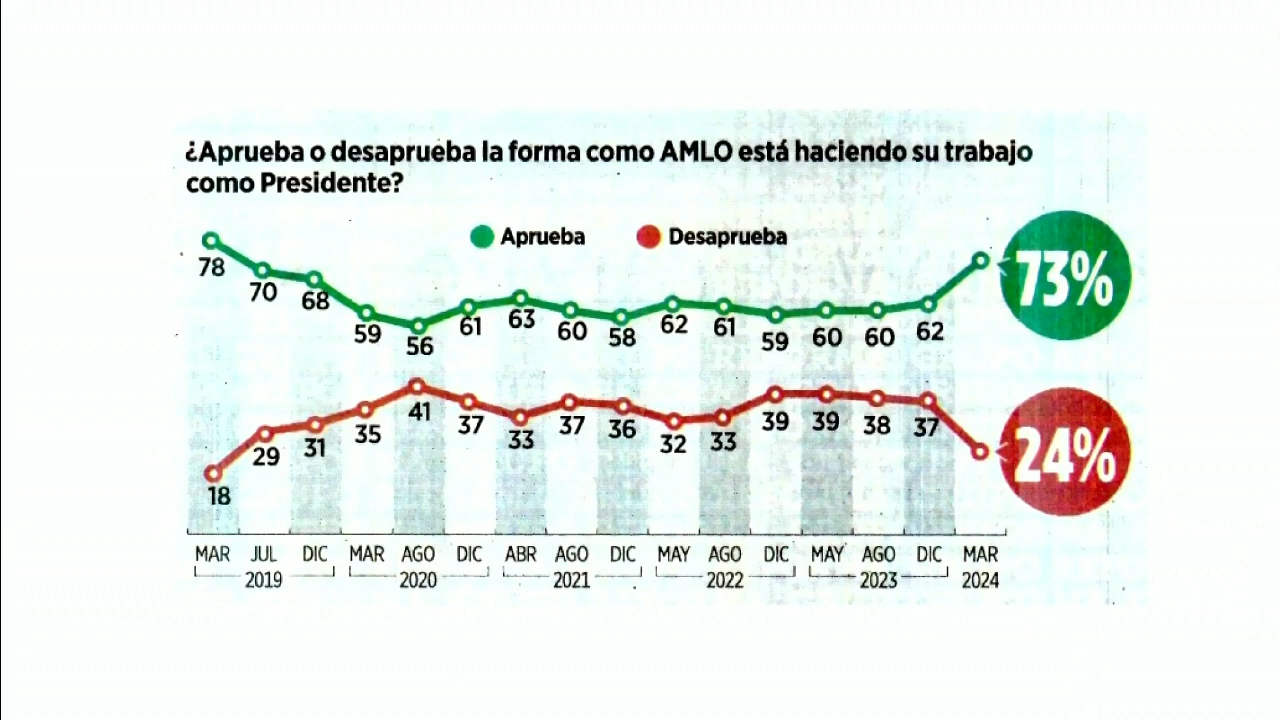 ¿Aprueba o desaprueba la forma como AMLO está haciendo su trabajo
como Presidente?
Aprueba Desaprueba
78 70 68 59 56 61 63 60 58 62 61 59 60 60 62 73%
18 29 31 35 41 37 33 37 36 32 33 39 39 38 37 24%
MAR JUL DIC MAR AGO DIC ABR AGO DIC MAY AGO DIC MAY AGO DIC MAR
2019 2020 2021 2022 2023 2024